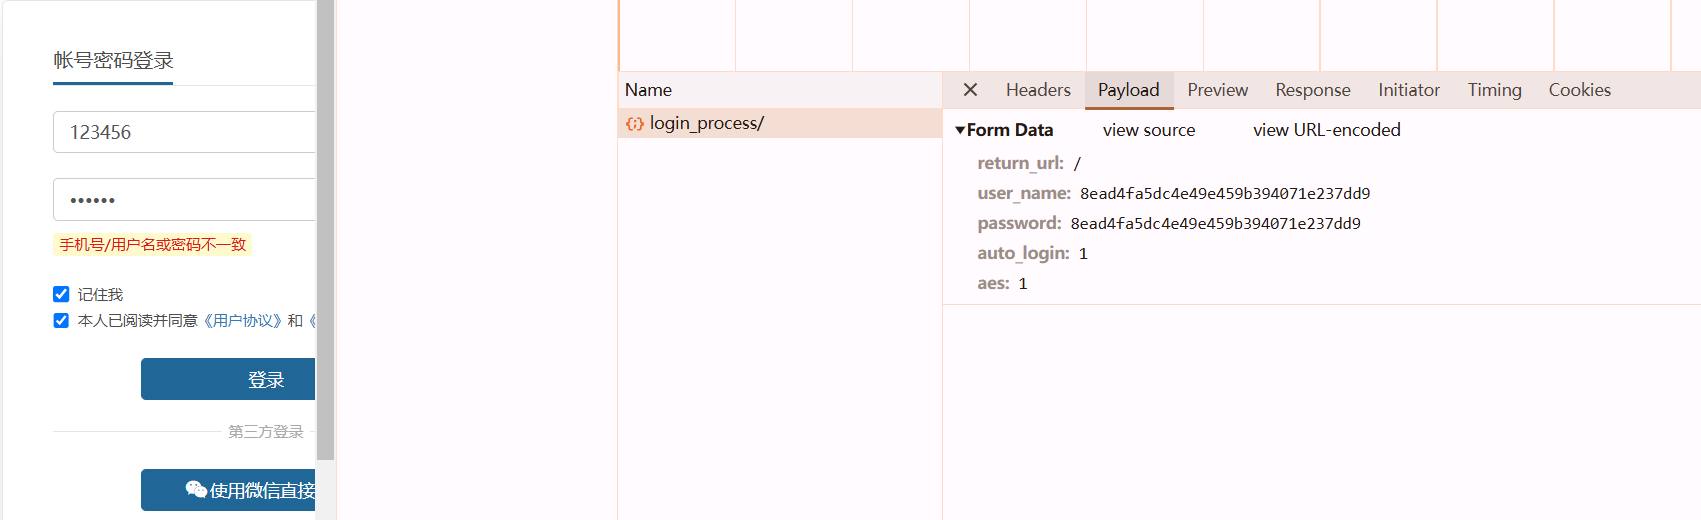 帐号密码登录
123456
••••••
手机号/用户名或密码不一致
记住我
本人已阅读并同意《用户协议》和《
登录
第三方登录
使用微信直接
Name
login_process/
Headers Payload Preview Response Initiator Timing Cookies
Form Data view source view URL-encoded
return_url: /
user_name: 8ead4fa5dc4e49e459b394071e237dd9
password: 8ead4fa5dc4e49e459b394071e237dd9
auto_login: 1
aes: 1